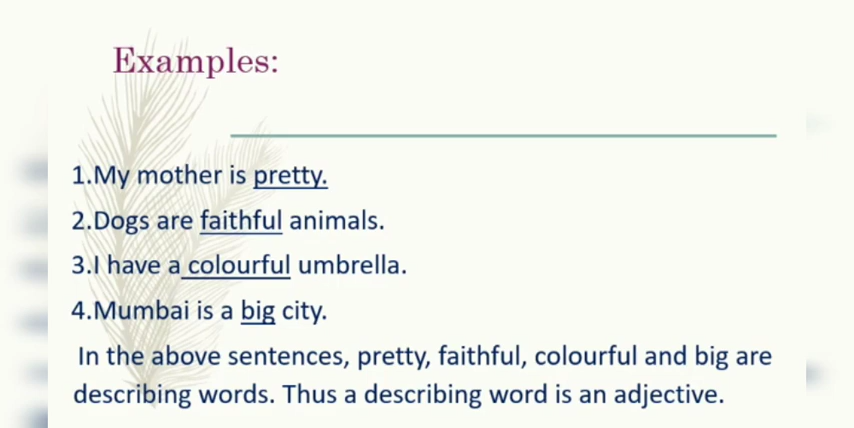 Examples:
1.My mother is pretty.
2.Dogs are faithful animals.
3.I have a colourful umbrella.
4.Mumbai is a big city.
In the above sentences, pretty, faithful, colourful and big are
describing words. Thus a describing word is an adjective.